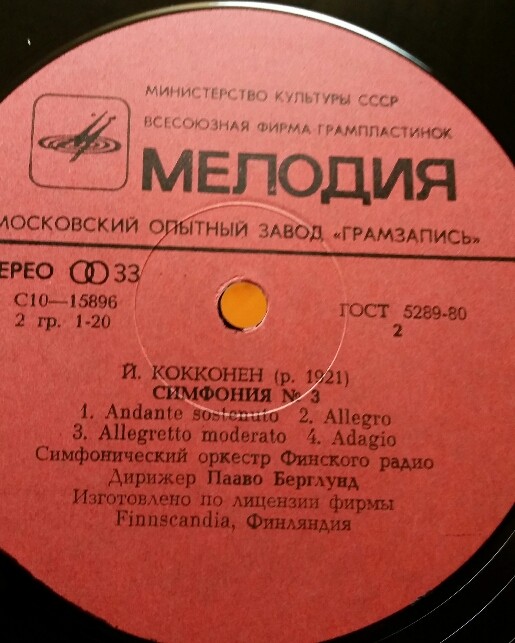 МИНИСТЕРСТВО КУЛЬТУРЫ СССР
ВСЕСОЮЗНАЯ ФИРМА ГРАМПЛАСТИНОК
МЕЛОДИЯ
МОСКОВСКИЙ ОПЫТНЫЙ ЗАВОД «ГРАМЗАПИСЬ»
ЕРЕО 33
С10—15896
2 гр. 1-20
ГОСТ 5289-80
2
Й. КОККОНЕН (р. 1921)
СИМФОНИЯ № 3
1. Andante sostenuto 2. Allegro
3. Allegretto moderato 4. Adagio
Симфонический оркестр Финского радио
Дирижер Пааво Берглунд
Изготовлено по лицензии фирмы
Finnscandia, Финляндия